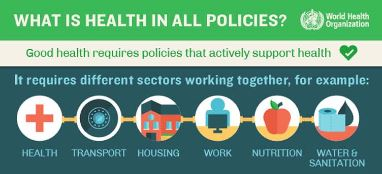 WHAT IS HEALTH IN ALL POLICIES?
World Health
Organization
Good health requires policies that actively support health
It requires different sectors working together, for example:
HEALTH
TRANSPORT
HOUSING
WORK
NUTRITION
WATER &
SANITATION